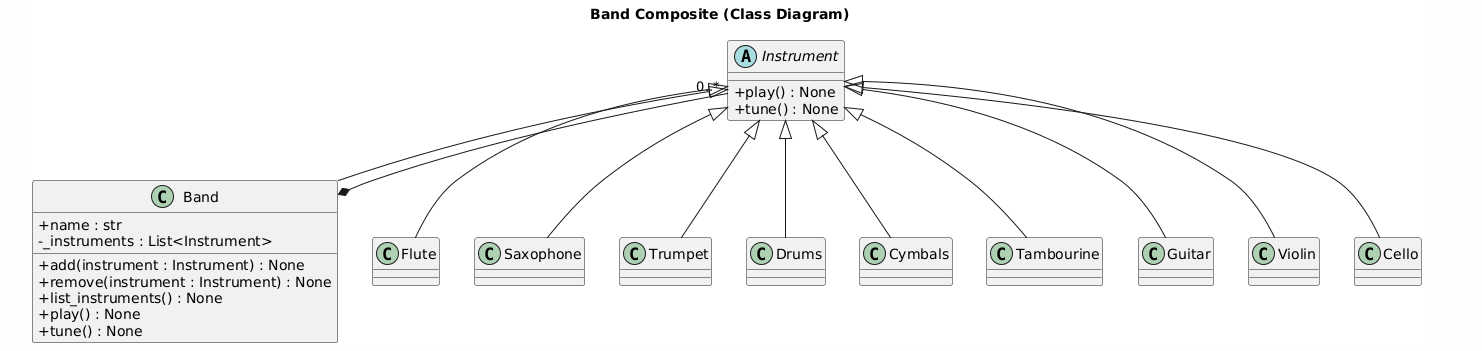 Band Composite (Class Diagram)
A Instrument
0..*
+play() : None
+tune() : None
C Band
+name : str
-_instruments : List<Instrument>
+add(instrument : Instrument) : None
+remove(instrument : Instrument) : None
+list_instruments() : None
+play() : None
+tune() : None
C Flute
C Saxophone
C Trumpet
C Drums
C Cymbals
C Tambourine
C Guitar
C Violin
C Cello